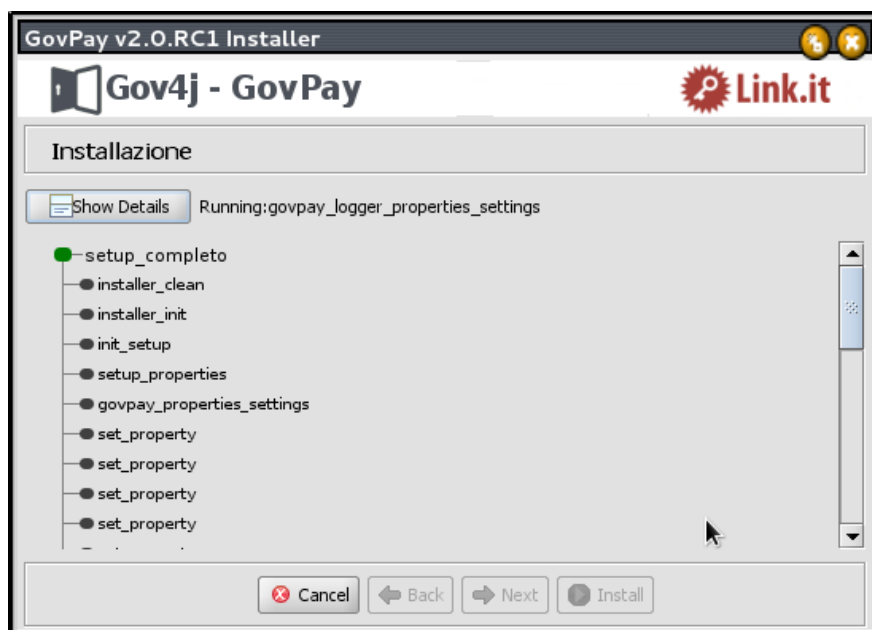 GovPay v2.0.RC1 Installer
Gov4j - GovPay
Link.it
Installazione
Show Details Running:govpay_logger_properties_settings
setup_completo
installer_clean
installer_init
init_setup
setup_properties
govpay_properties_settings
set_property
set_property
set_property
set_property
Cancel Back Next Install